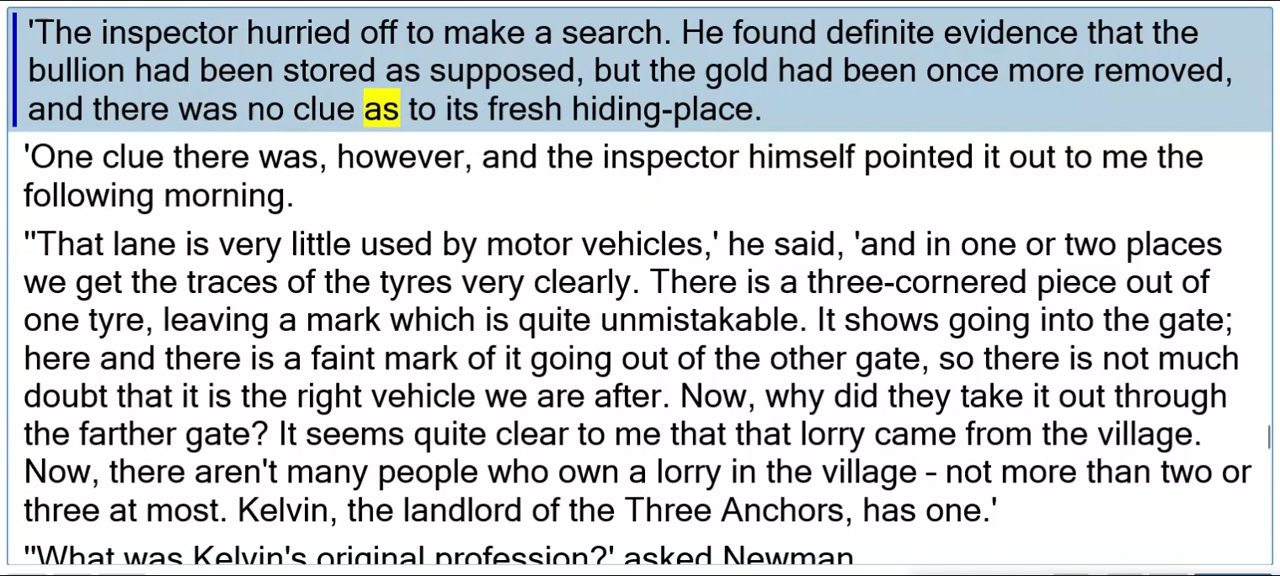 'The inspector hurried off to make a search. He found definite evidence that the
bullion had been stored as supposed, but the gold had been once more removed,
and there was no clue as to its fresh hiding-place.
'One clue there was, however, and the inspector himself pointed it out to me the
following morning.
"That lane is very little used by motor vehicles,' he said, 'and in one or two places
we get the traces of the tyres very clearly. There is a three-cornered piece out of
one tyre, leaving a mark which is quite unmistakable. It shows going into the gate;
here and there is a faint mark of it going out of the other gate, so there is not much
doubt that it is the right vehicle we are after. Now, why did they take it out through
the farther gate? It seems quite clear to me that that lorry came from the village.
Now, there aren't many people who own a lorry in the village - not more than two or
three at most. Kelvin, the landlord of the Three Anchors, has one.'
"What was Kelvin's original profession?' asked Newman